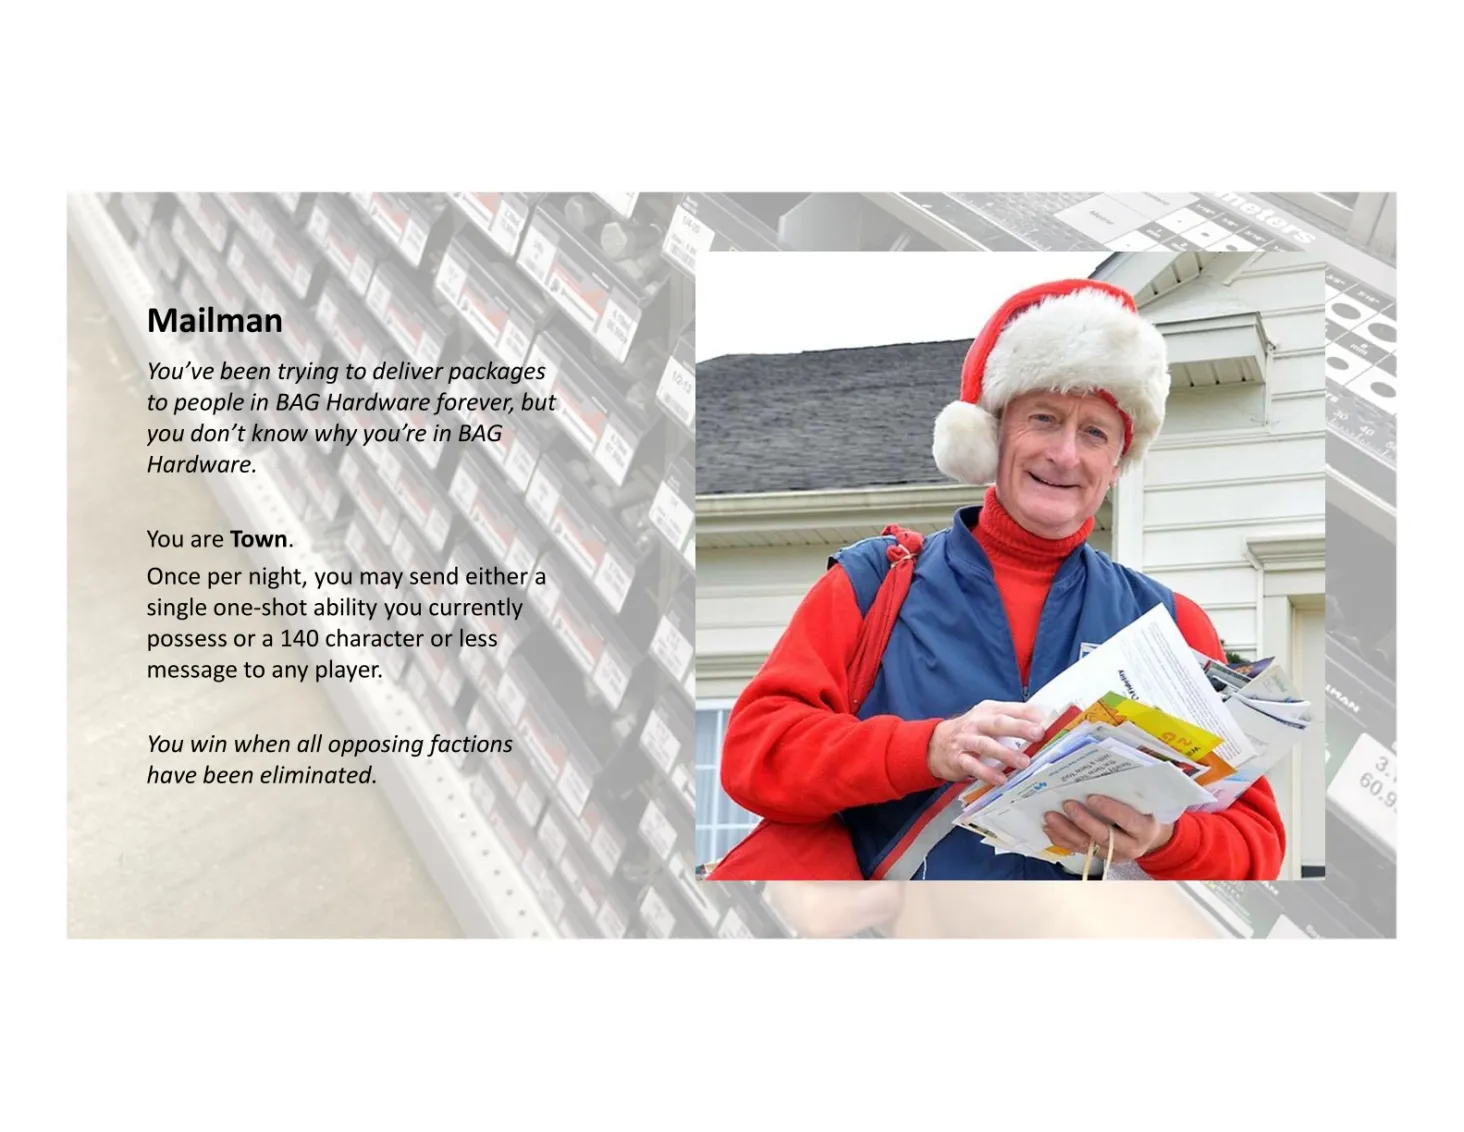 Mailman
You've been trying to deliver packages
to people in BAG Hardware forever, but
you don't know why you're in BAG
Hardware.
You are Town.
Once per night, you may send either a
single one-shot ability you currently
possess or a 140 character or less
message to any player.
You win when all opposing factions
have been eliminated.
meters
Fidelity